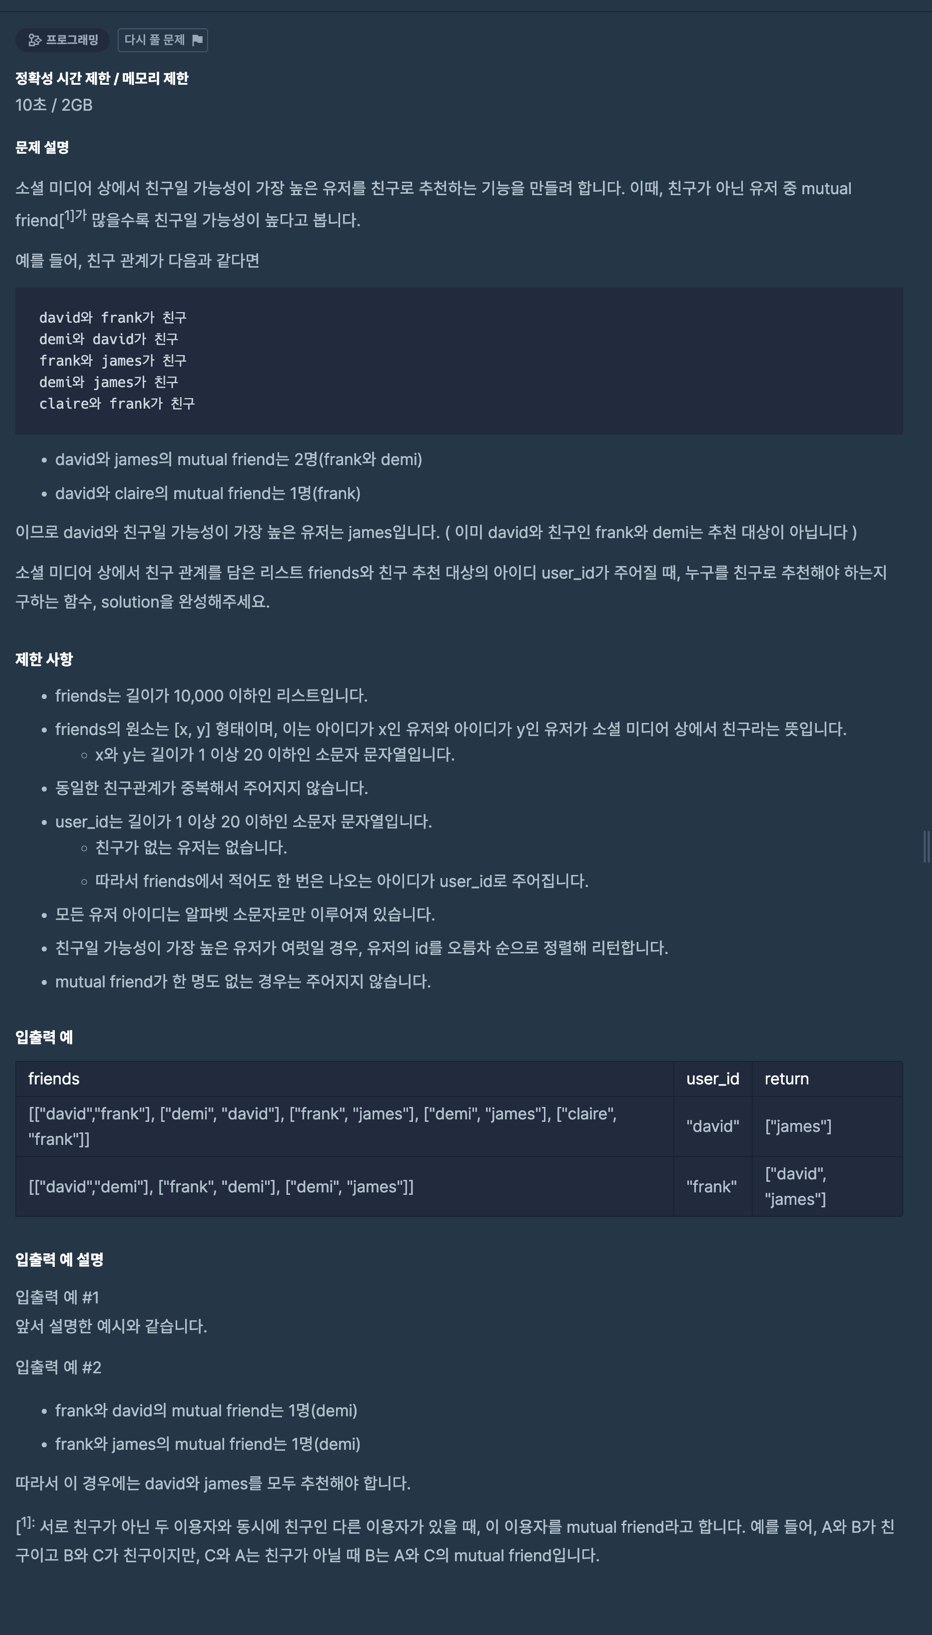 프로그래밍 다시 풀 문제
정확성 시간 제한 / 메모리 제한
10초 / 2GB
문제 설명
소셜 미디어 상에서 친구일 가능성이 가장 높은 유저를 친구로 추천하는 기능을 만들려 합니다. 이때, 친구가 아닌 유저 중 mutual
friend[1]가 많을수록 친구일 가능성이 높다고 봅니다.
예를 들어, 친구 관계가 다음과 같다면
david와 frank가 친구
demi와 david가 친구
frank와 james가 친구
demi와 james가 친구
claire와 frank가 친구
• david와 james의 mutual friend는 2명(frank와 demi)
• david와 claire의 mutual friend는 1명(frank)
이므로 david와 친구일 가능성이 가장 높은 유저는 james입니다. ( 이미 david와 친구인 frank와 demi는 추천 대상이 아닙니다 )
소셜 미디어 상에서 친구 관계를 담은 리스트 friends와 친구 추천 대상의 아이디 user_id가 주어질 때, 누구를 친구로 추천해야 하는지
구하는 함수, solution을 완성해주세요.
제한 사항
• friends는 길이가 10,000 이하인 리스트입니다.
• friends의 원소는 [x, y] 형태이며, 이는 아이디가 x인 유저와 아이디가 y인 유저가 소셜 미디어 상에서 친구라는 뜻입니다.
◦ x와 y는 길이가 1 이상 20 이하인 소문자 문자열입니다.
• 동일한 친구관계가 중복해서 주어지지 않습니다.
• user_id는 길이가 1 이상 20 이하인 소문자 문자열입니다.
◦ 친구가 없는 유저는 없습니다.
◦ 따라서 friends에서 적어도 한 번은 나오는 아이디가 user_id로 주어집니다.
• 모든 유저 아이디는 알파벳 소문자로만 이루어져 있습니다.
• 친구일 가능성이 가장 높은 유저가 여럿일 경우, 유저의 id를 오름차 순으로 정렬해 리턴합니다.
• mutual friend가 한 명도 없는 경우는 주어지지 않습니다.
입출력 예
friends user_id return
[["david","frank"], ["demi", "david"], ["frank", "james"], ["demi", "james"], ["claire",
"frank"]]
"david" ["james"]
[["david","demi"], ["frank", "demi"], ["demi", "james"]] "frank" ["david",
"james"]
입출력 예 설명
입출력 예 #1
앞서 설명한 예시와 같습니다.
입출력 예 #2
• frank와 david의 mutual friend는 1명(demi)
• frank와 james의 mutual friend는 1명(demi)
따라서 이 경우에는 david와 james를 모두 추천해야 합니다.
[1]: 서로 친구가 아닌 두 이용자와 동시에 친구인 다른 이용자가 있을 때, 이 이용자를 mutual friend라고 합니다. 예를 들어, A와 B가 친
구이고 B와 C가 친구이지만, C와 A는 친구가 아닐 때 B는 A와 C의 mutual friend입니다.